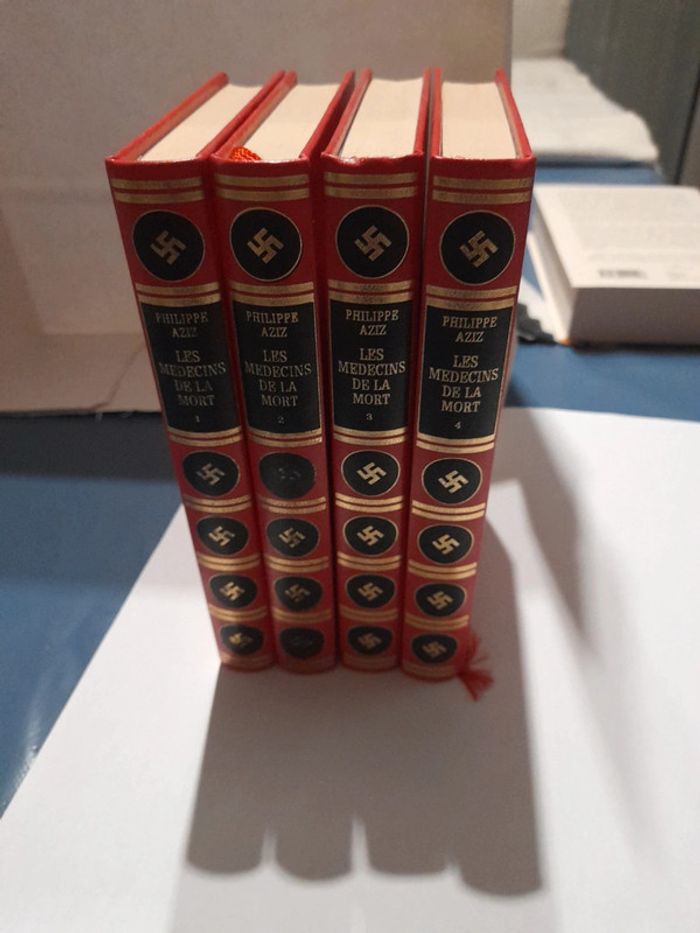 PHILIPPE
AZIZ
LES
MEDECINS
DE LA
MORT
1
PHILIPPE
AZIZ
LES
MEDECINS
DE LA
MORT
2
PHILIPPE
AZIZ
LES
MEDECINS
DE LA
MORT
3
PHILIPPE
AZIZ
LES
MEDECINS
DE LA
MORT
4